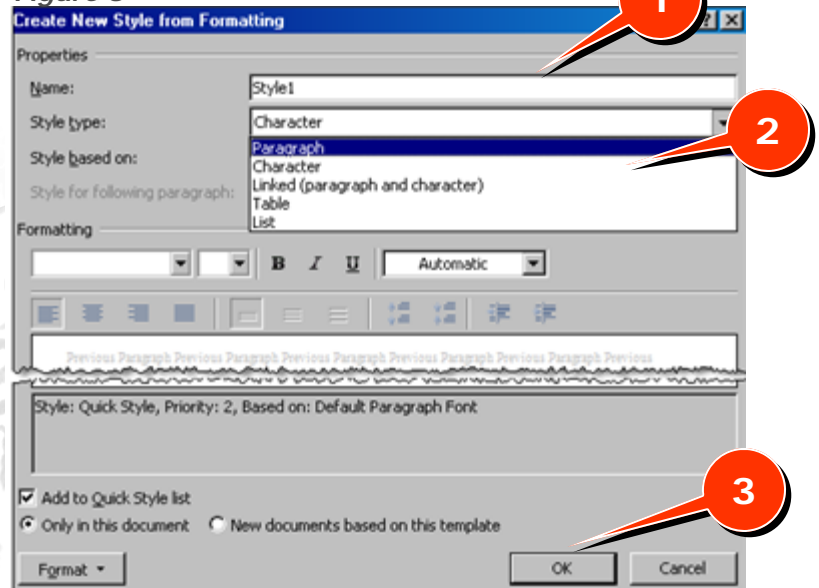 Create New Style from Formatting
1
Properties
Name:
Style1
Style type:
Character
2
Style based on:
Paragraph
Character
Linked (paragraph and character)
Table
List
Style for following paragraph:
Formatting
B I U Automatic
Previous Paragraph Previous Paragraph Previous Paragraph Previous Paragraph Previous Paragraph Previous
Style: Quick Style, Priority: 2, Based on: Default Paragraph Font
Add to Quick Style list
3
Only in this document New documents based on this template
Format OK Cancel